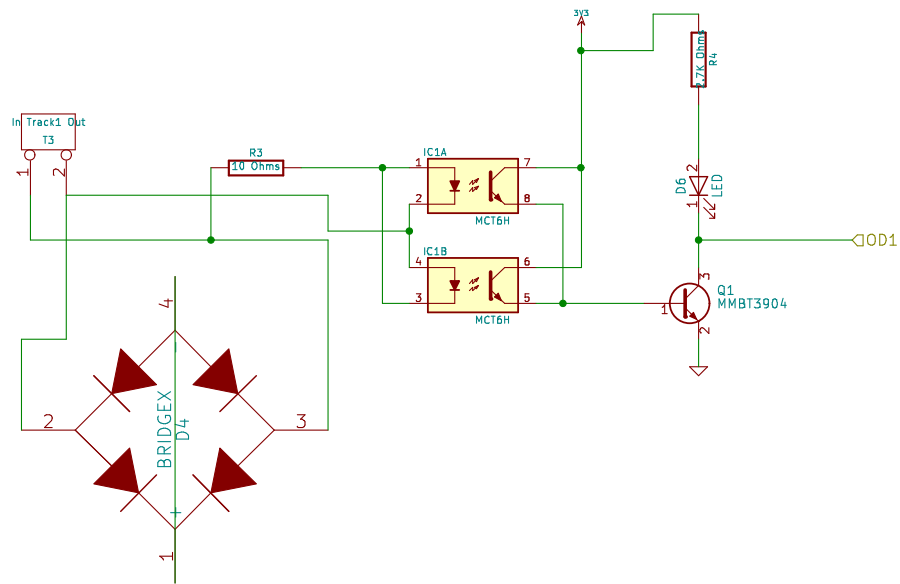 3V3
2.7K Ohms
R4
In Track1 Out
T3
1
2
R3
10 Ohms
IC1A
1
7
2
8
MCT6H
IC1B
4
6
3
5
MCT6H
D6
2
1
LED
OD1
3
Q1
MMBT3904
1
2
4
-
2
3
BRIDGEX
D4
+
1